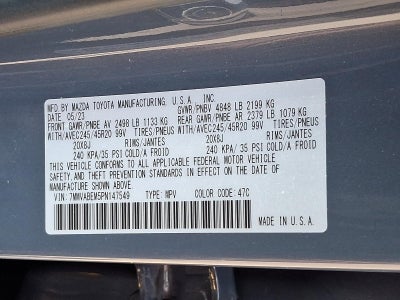 MFD. BY MAZDA TOYOTA MANUFACTURING, U.S.A., INC.
DATE 05/23 GVWR/PNBV 4848 LB 2199 KG
FRONT GAWR/PNBE AV 2498 LB 1133 KG REAR GAWR/PNBE AR 2379 LB 1079 KG
WITH/AVEC245/45R20 99V TIRES/PNEUS WITH/AVEC245/45R20 99V TIRES/PNEUS
20X8J RIMS/JANTES 20X8J RIMS/JANTES
240 KPA/35 PSI COLD/A FROID 240 KPA/35 PSI COLD/A FROID
THIS VEHICLE CONFORMS TO ALL APPLICABLE FEDERAL MOTOR VEHICLE
SAFETY, AND THEFT PREVENTION STANDARDS IN EFFECT ON THE DATE OF
MANUFACTURE SHOWN ABOVE.
VIN: 7MMVABEM5PN147549 TYPE: MPV COLOR CODE: 47C
MADE IN U.S.A.